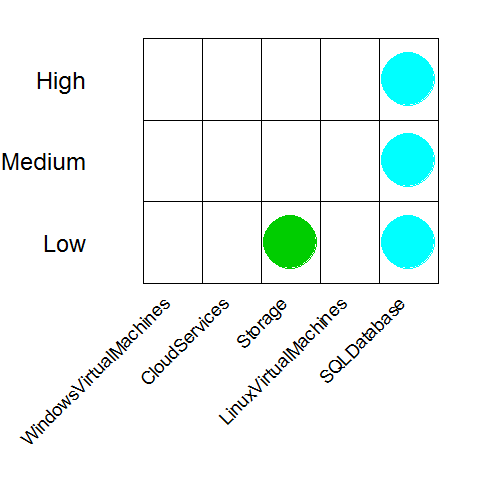 High
Medium
Low
WindowsVirtualMachines
CloudServices
Storage
LinuxVirtualMachines
SQLDatabase